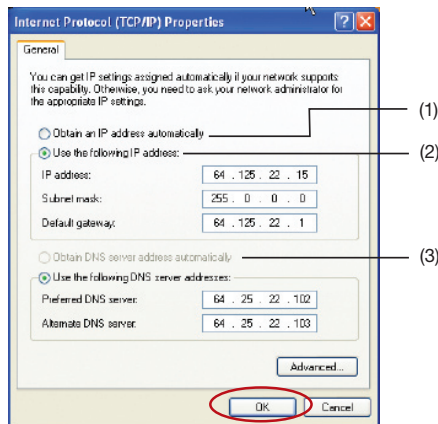 Internet Protocol (TCP/IP) Properties
General
You can get IP settings assigned automatically if your network supports
this capability. Otherwise, you need to ask your network administrator for
the appropriate IP settings.
Obtain an IP address automatically
(1)
Use the following IP address:
(2)
IP address: 64 . 125 . 22 . 15
Subnet mask: 255 . 0 . 0 . 0
Default gateway: 64 . 125 . 22 . 1
Obtain DNS server address automatically
(3)
Use the following DNS server addresses:
Preferred DNS server: 64 . 25 . 22 . 102
Alternate DNS server: 64 . 25 . 22 . 103
Advanced...
OK Cancel